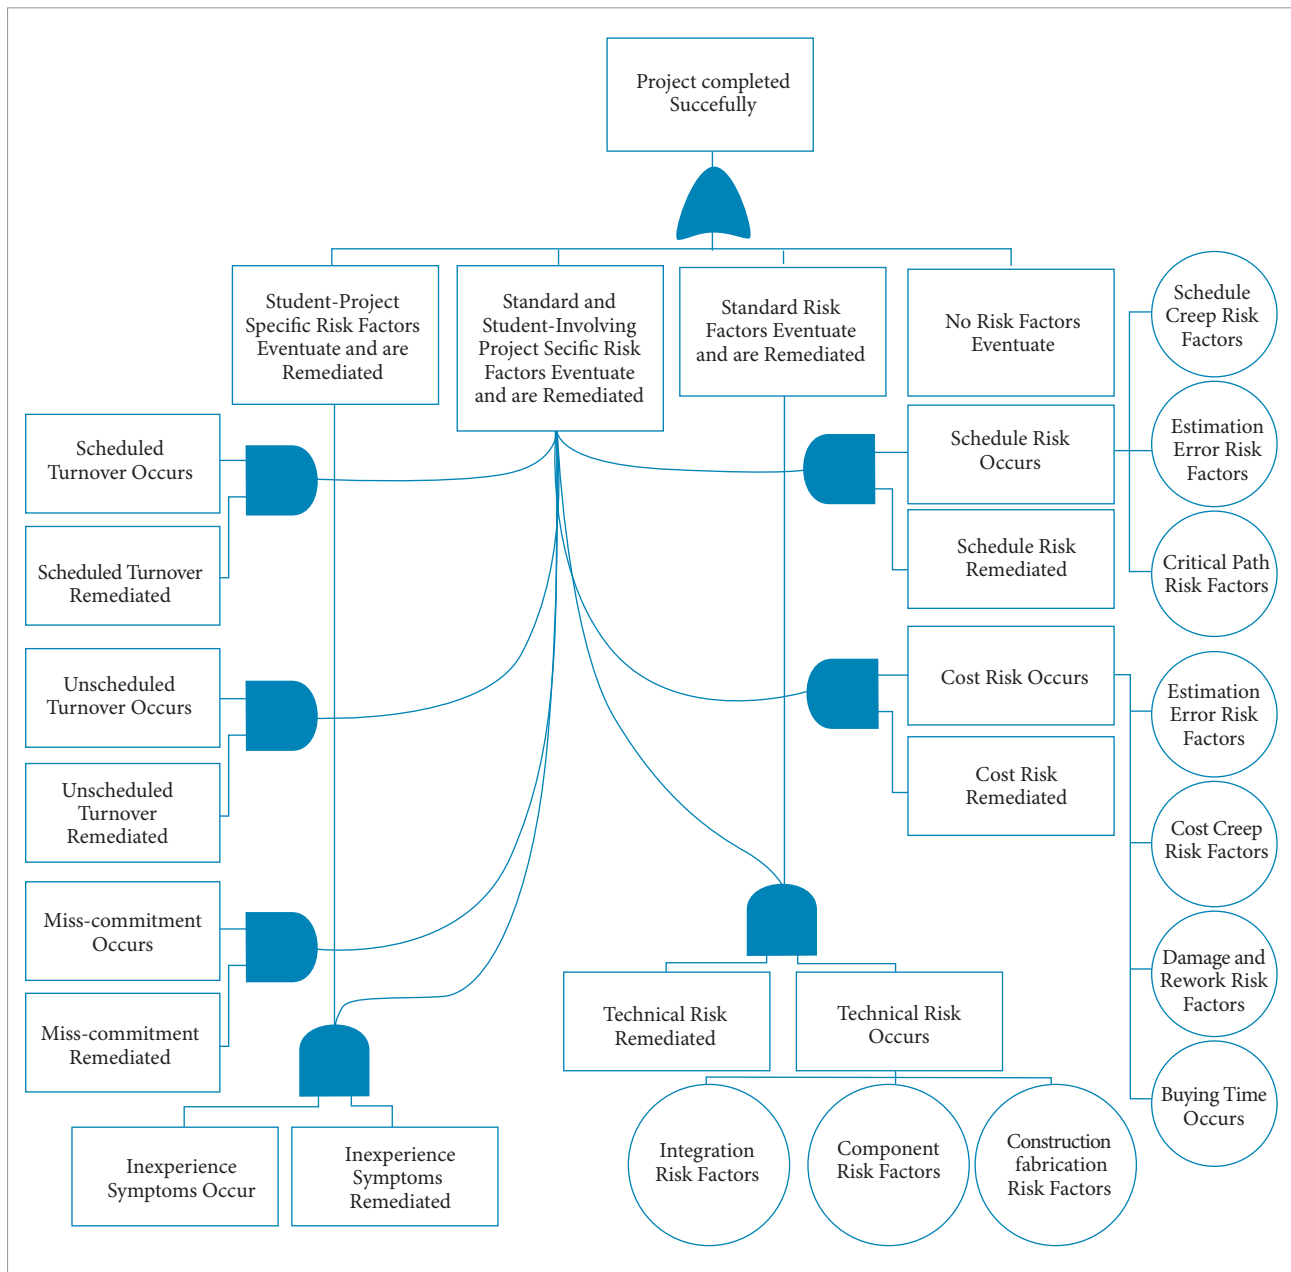 Project completed
Succefully
Student-Project
Specific Risk Factors
Eventuate and are
Remediated
Standard and
Student-Involving
Project Secific Risk
Factors Eventuate
and are Remediated
Standard Risk
Factors Eventuate
and are Remediated
No Risk Factors
Eventuate
Schedule
Creep Risk
Factors
Scheduled
Turnover Occurs
Schedule Risk
Occurs
Estimation
Error Risk
Factors
Scheduled Turnover
Remediated
Schedule Risk
Remediated
Critical Path
Risk Factors
Unscheduled
Turnover Occurs
Cost Risk Occurs
Estimation
Error Risk
Factors
Unscheduled
Turnover
Remediated
Cost Risk
Remediated
Cost Creep
Risk Factors
Miss-commitment
Occurs
Damage and
Rework Risk
Factors
Miss-commitment
Remediated
Technical Risk
Remediated
Technical Risk
Occurs
Buying Time
Occurs
Inexperience
Symptoms Occur
Inexperience
Symptoms
Remediated
Integration
Risk Factors
Component
Risk Factors
Construction
fabrication
Risk Factors